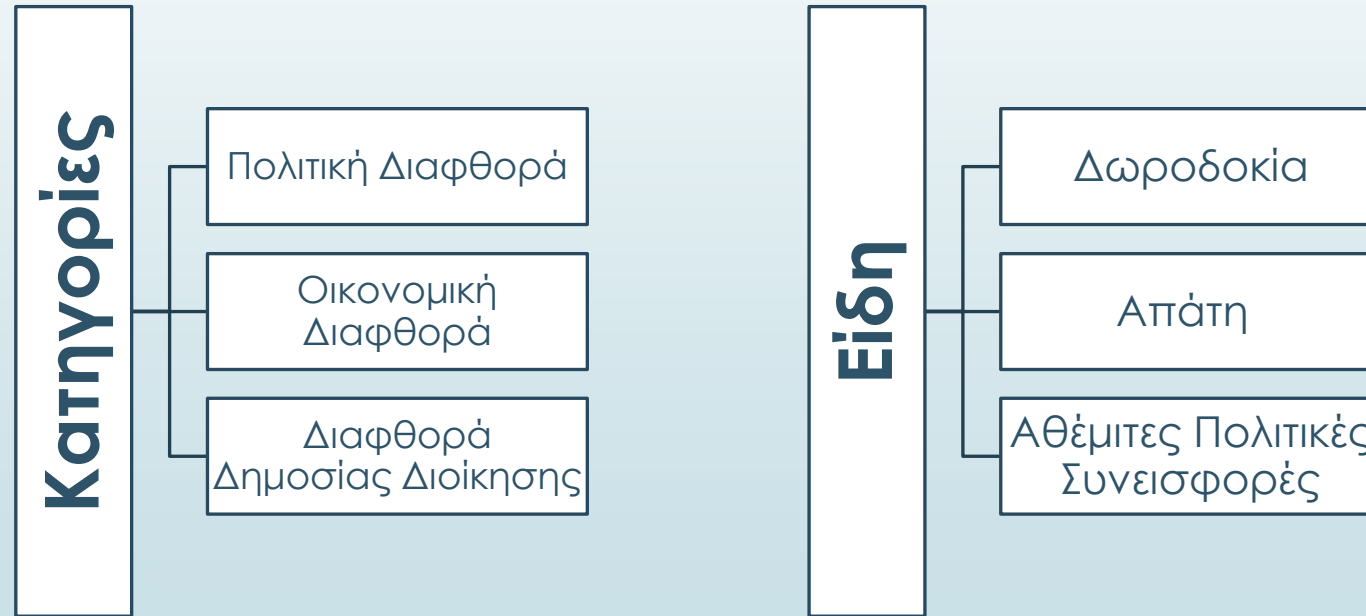 Κατηγορίες
Πολιτική Διαφθορά
Οικονομική
Διαφθορά
Διαφθορά
Δημοσίας Διοίκησης
Είδη
Δωροδοκία
Απάτη
Αθέμιτες Πολιτικές
Συνεισφορές